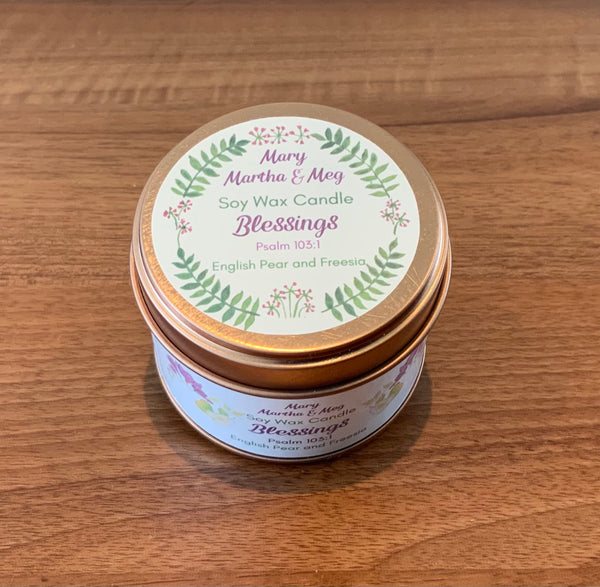 Mary
Martha & Meg
Soy Wax Candle
Blessings
Psalm 103:1
English Pear and Freesia
Mary
Martha & Meg
Soy Wax Candle
Blessings
Psalm 103:1
English Pear and Freesia